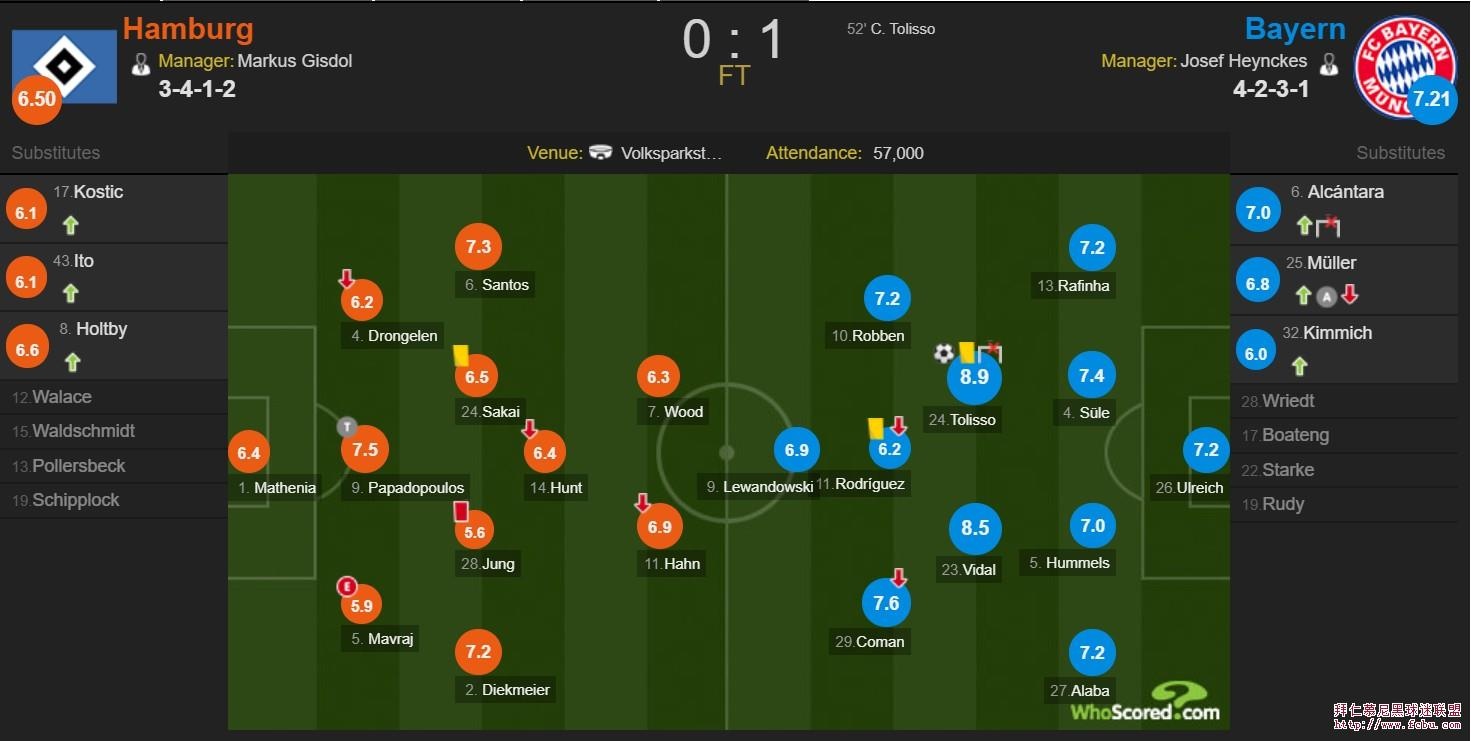 Hamburg
Manager: Markus Gisdol
3-4-1-2
6.50
0 : 1
FT
52' C. Tolisso
Bayern
Manager: Josef Heynckes
4-2-3-1
FC BAYERN
MÜN
7.21
Substitutes
Venue: Volksparkst...
Attendance: 57,000
Substitutes
17.Kostic
6.1
43.Ito
6.1
8. Holtby
6.6
12.Walace
15.Waldschmidt
13.Pollersbeck
19.Schipplock
7.3
6. Santos
6.2
4. Drongelen
6.5
24.Sakai
6.3
7. Wood
6.4
1. Mathenia
T
7.5
9. Papadopoulos
6.4
14.Hunt
5.6
28.Jung
6.9
11.Hahn
E
5.9
5. Mavraj
7.2
2. Diekmeier
7.2
13.Rafinha
7.2
10.Robben
8.9
24.Tolisso
7.4
4. Süle
6.9
9. Lewandowski
6.2
11.Rodríguez
7.2
26.Ulreich
8.5
23.Vidal
7.0
5. Hummels
7.6
29.Coman
7.2
27.Alaba
WhoScored.com
6. Alcántara
7.0
25.Müller
6.8
A
32.Kimmich
6.0
28.Wriedt
17.Boateng
22.Starke
19.Rudy
拜仁慕尼黑球迷联盟
http://www.fcbu.com